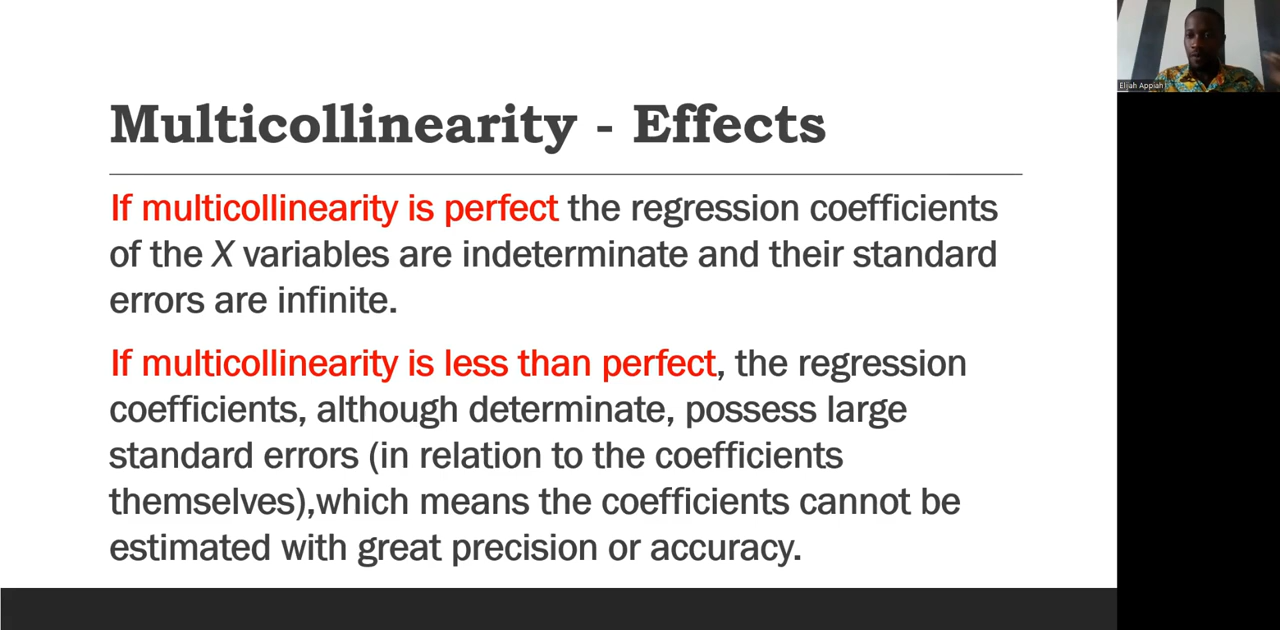 Multicollinearity - Effects
If multicollinearity is perfect the regression coefficients
of the X variables are indeterminate and their standard
errors are infinite.
If multicollinearity is less than perfect, the regression
coefficients, although determinate, possess large
standard errors (in relation to the coefficients
themselves),which means the coefficients cannot be
estimated with great precision or accuracy.
Elijah Appiah